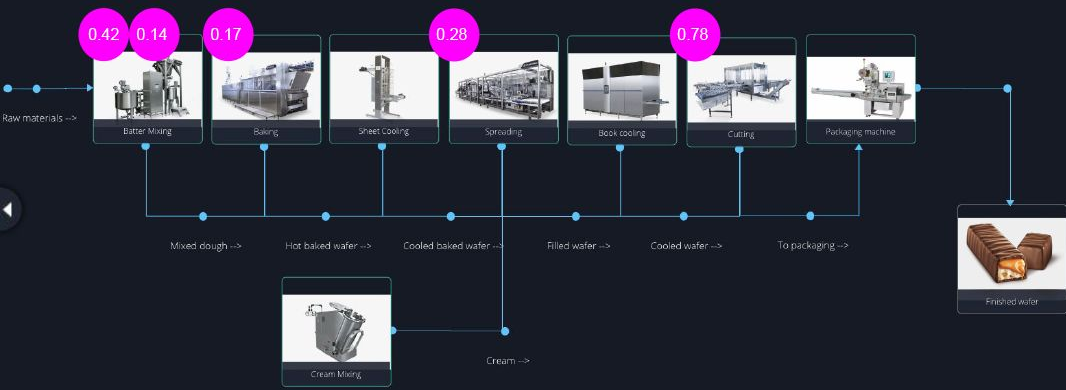 0.42
0.14
0.17
0.28
0.78
Raw materials -->
Batter Mixing
Baking
Sheet Cooling
Spreading
Book cooling
Cutting
Packaging machine
Mixed dough -->
Hot baked wafer -->
Cooled baked wafer -->
Filled wafer -->
Cooled wafer -->
To packaging -->
Finished wafer
Cream -->
Cream Mixing